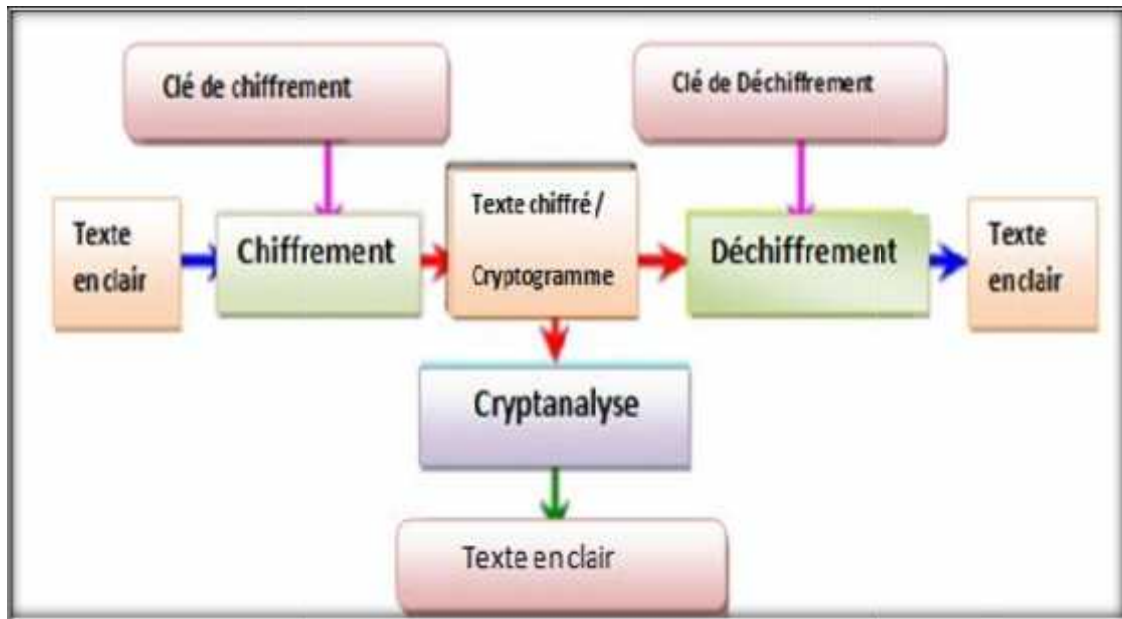 Clé de chiffrement
Clé de Déchiffrement
Texte
en clair
Chiffrement
Texte chiffré /
Cryptogramme
Déchiffrement
Texte
en clair
Cryptanalyse
Texte en clair